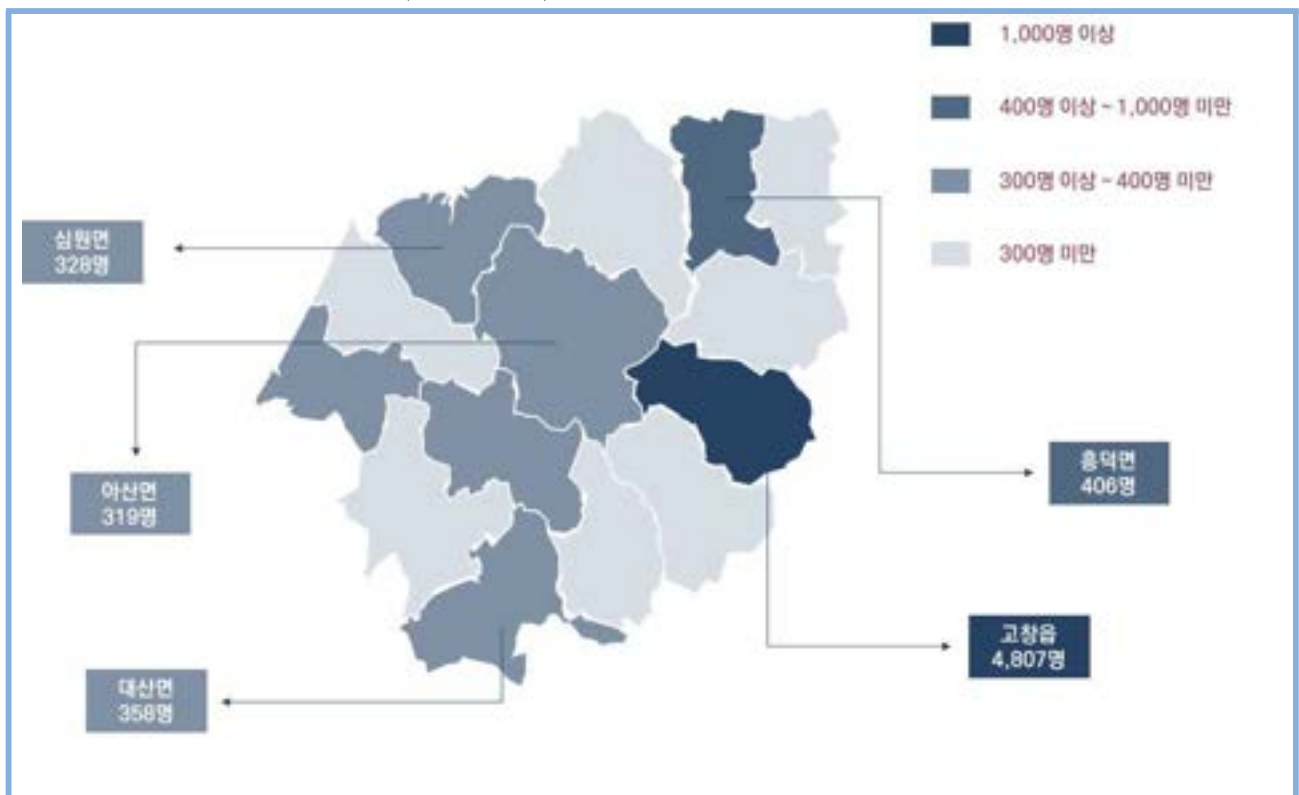 1,000명 이상
400명 이상 ~ 1,000명 미만
300명 이상 ~ 400명 미만
300명 미만
심원면
328명
아산면
319명
대산면
358명
흥덕면
406명
고창읍
4,807명